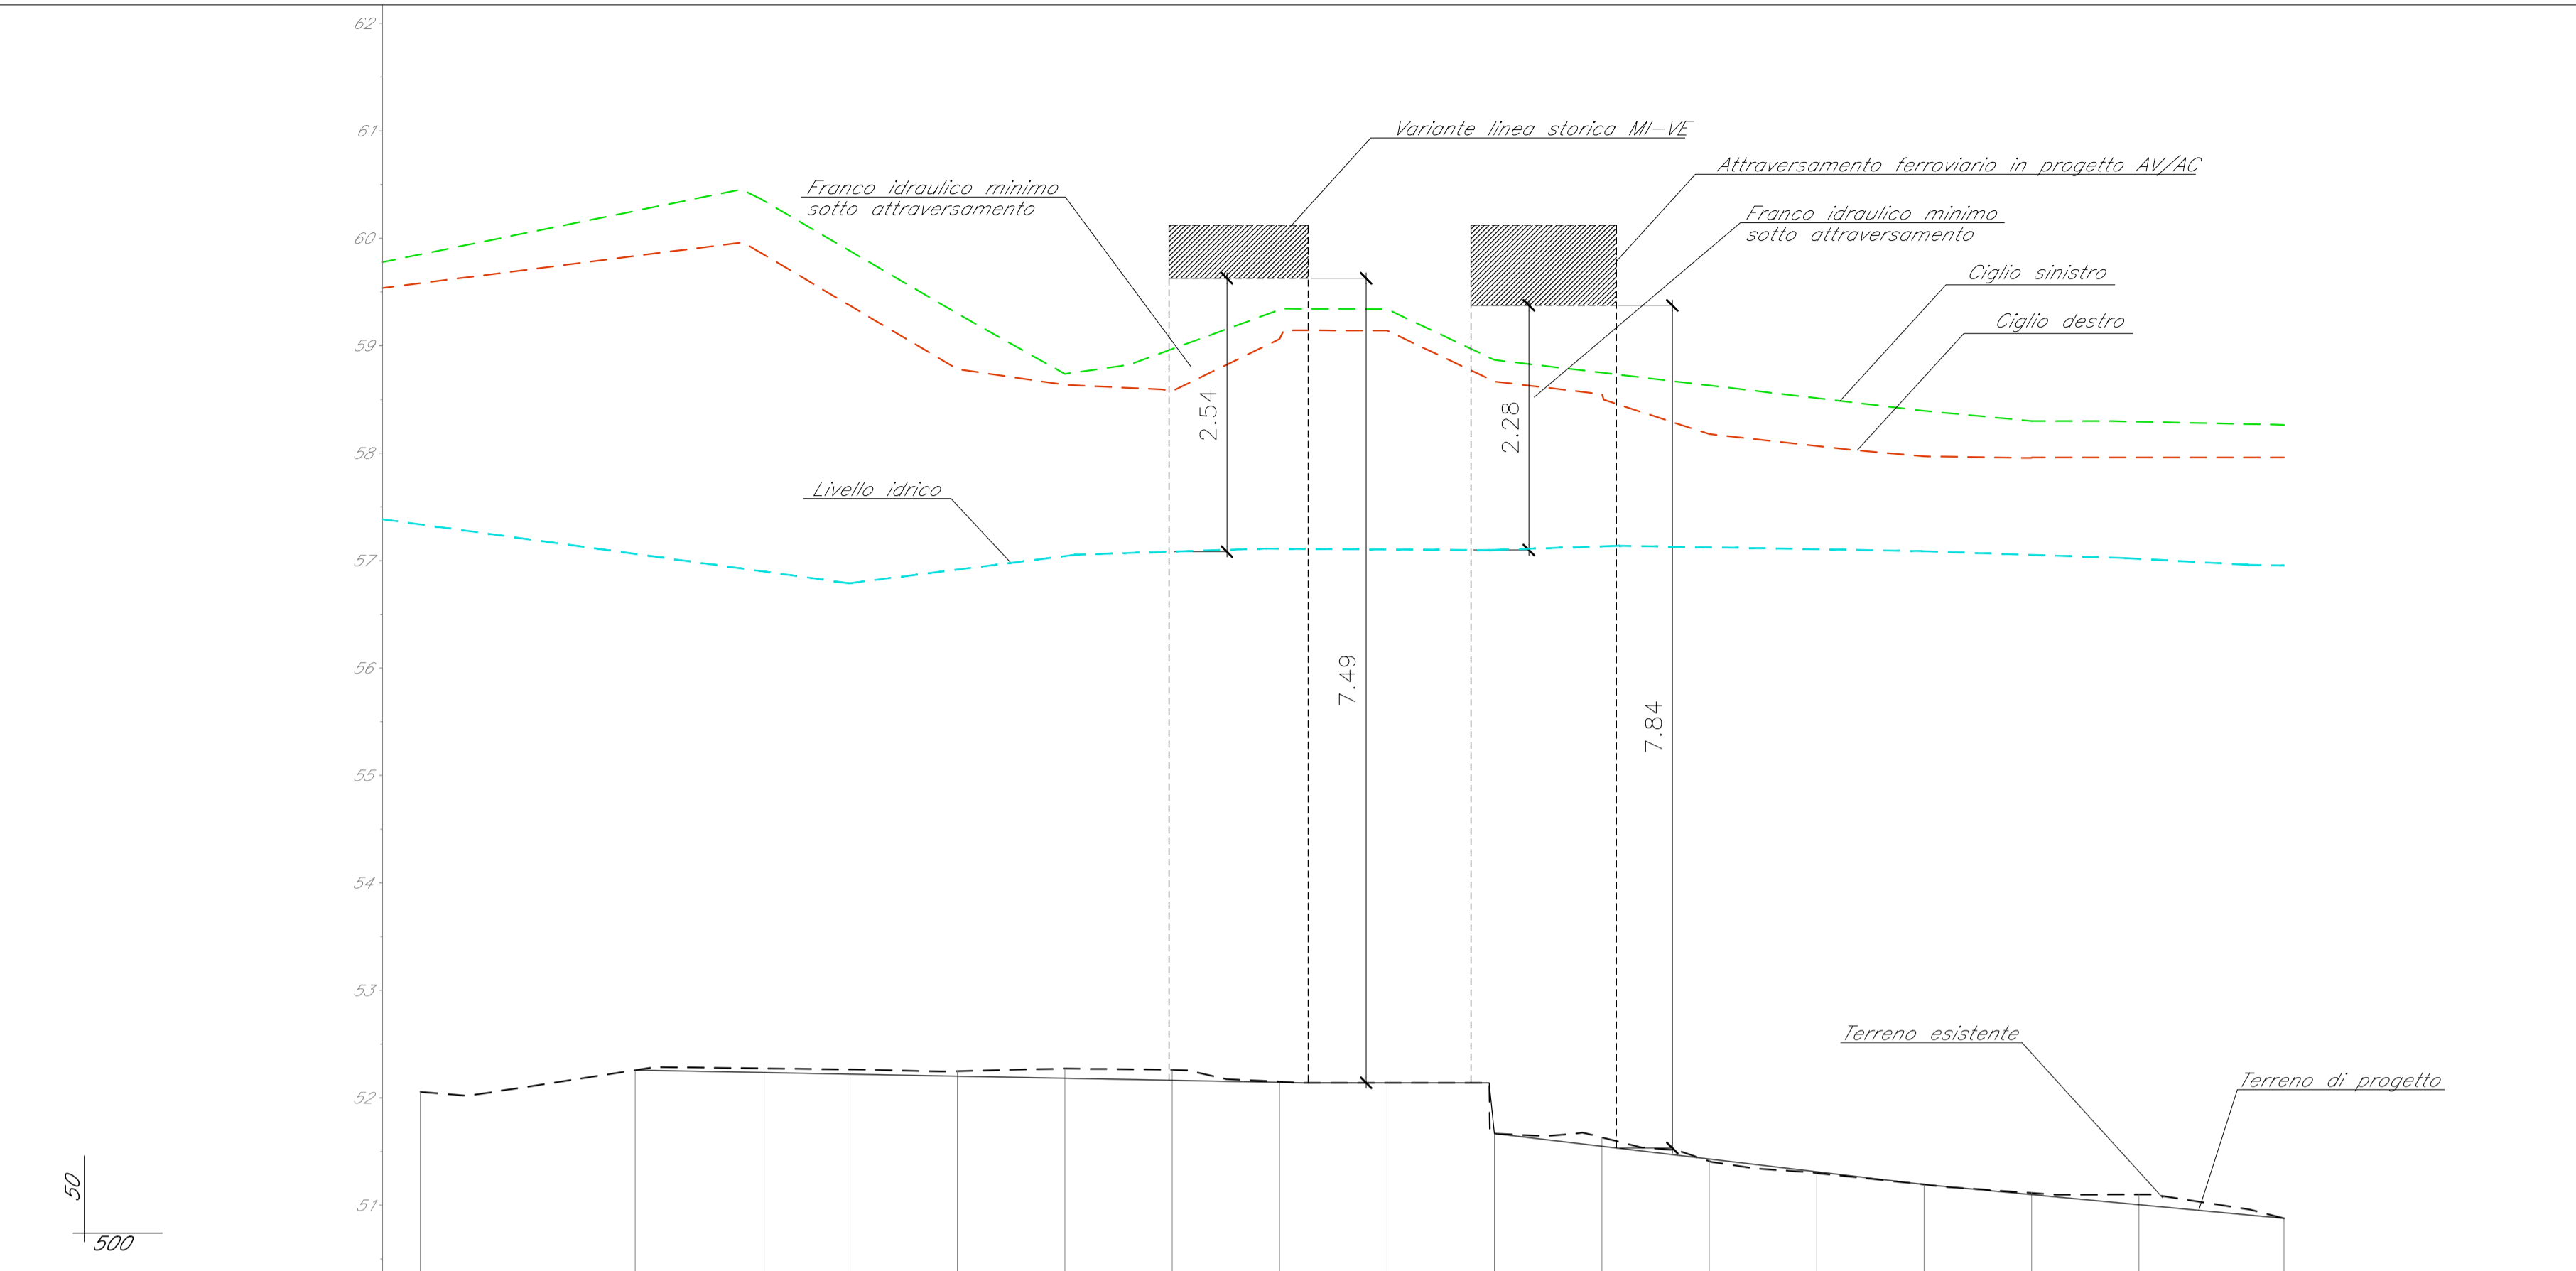 62
61
Variante linea storica MI-VE
Attraversamento ferroviario in progetto AV/AC
Franco idraulico minimo
sotto attraversamento
Franco idraulico minimo
sotto attraversamento
60
Ciglio sinistro
Ciglio destro
59
2.54
2.28
58
Livello idrico
57
56
7.49
7.84
55
54
53
Terreno esistente
Terreno di progetto
52
51
50
500